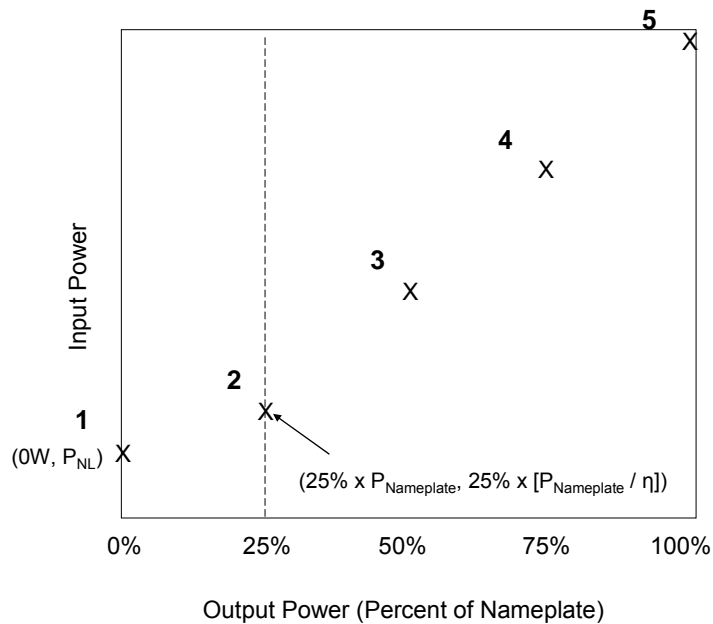 5
X
4
X
3
X
2
X
1
(0W, P_NL) X
(25% x P_Nameplate, 25% x [P_Nameplate / η])
Input Power
0% 25% 50% 75% 100%
Output Power (Percent of Nameplate)